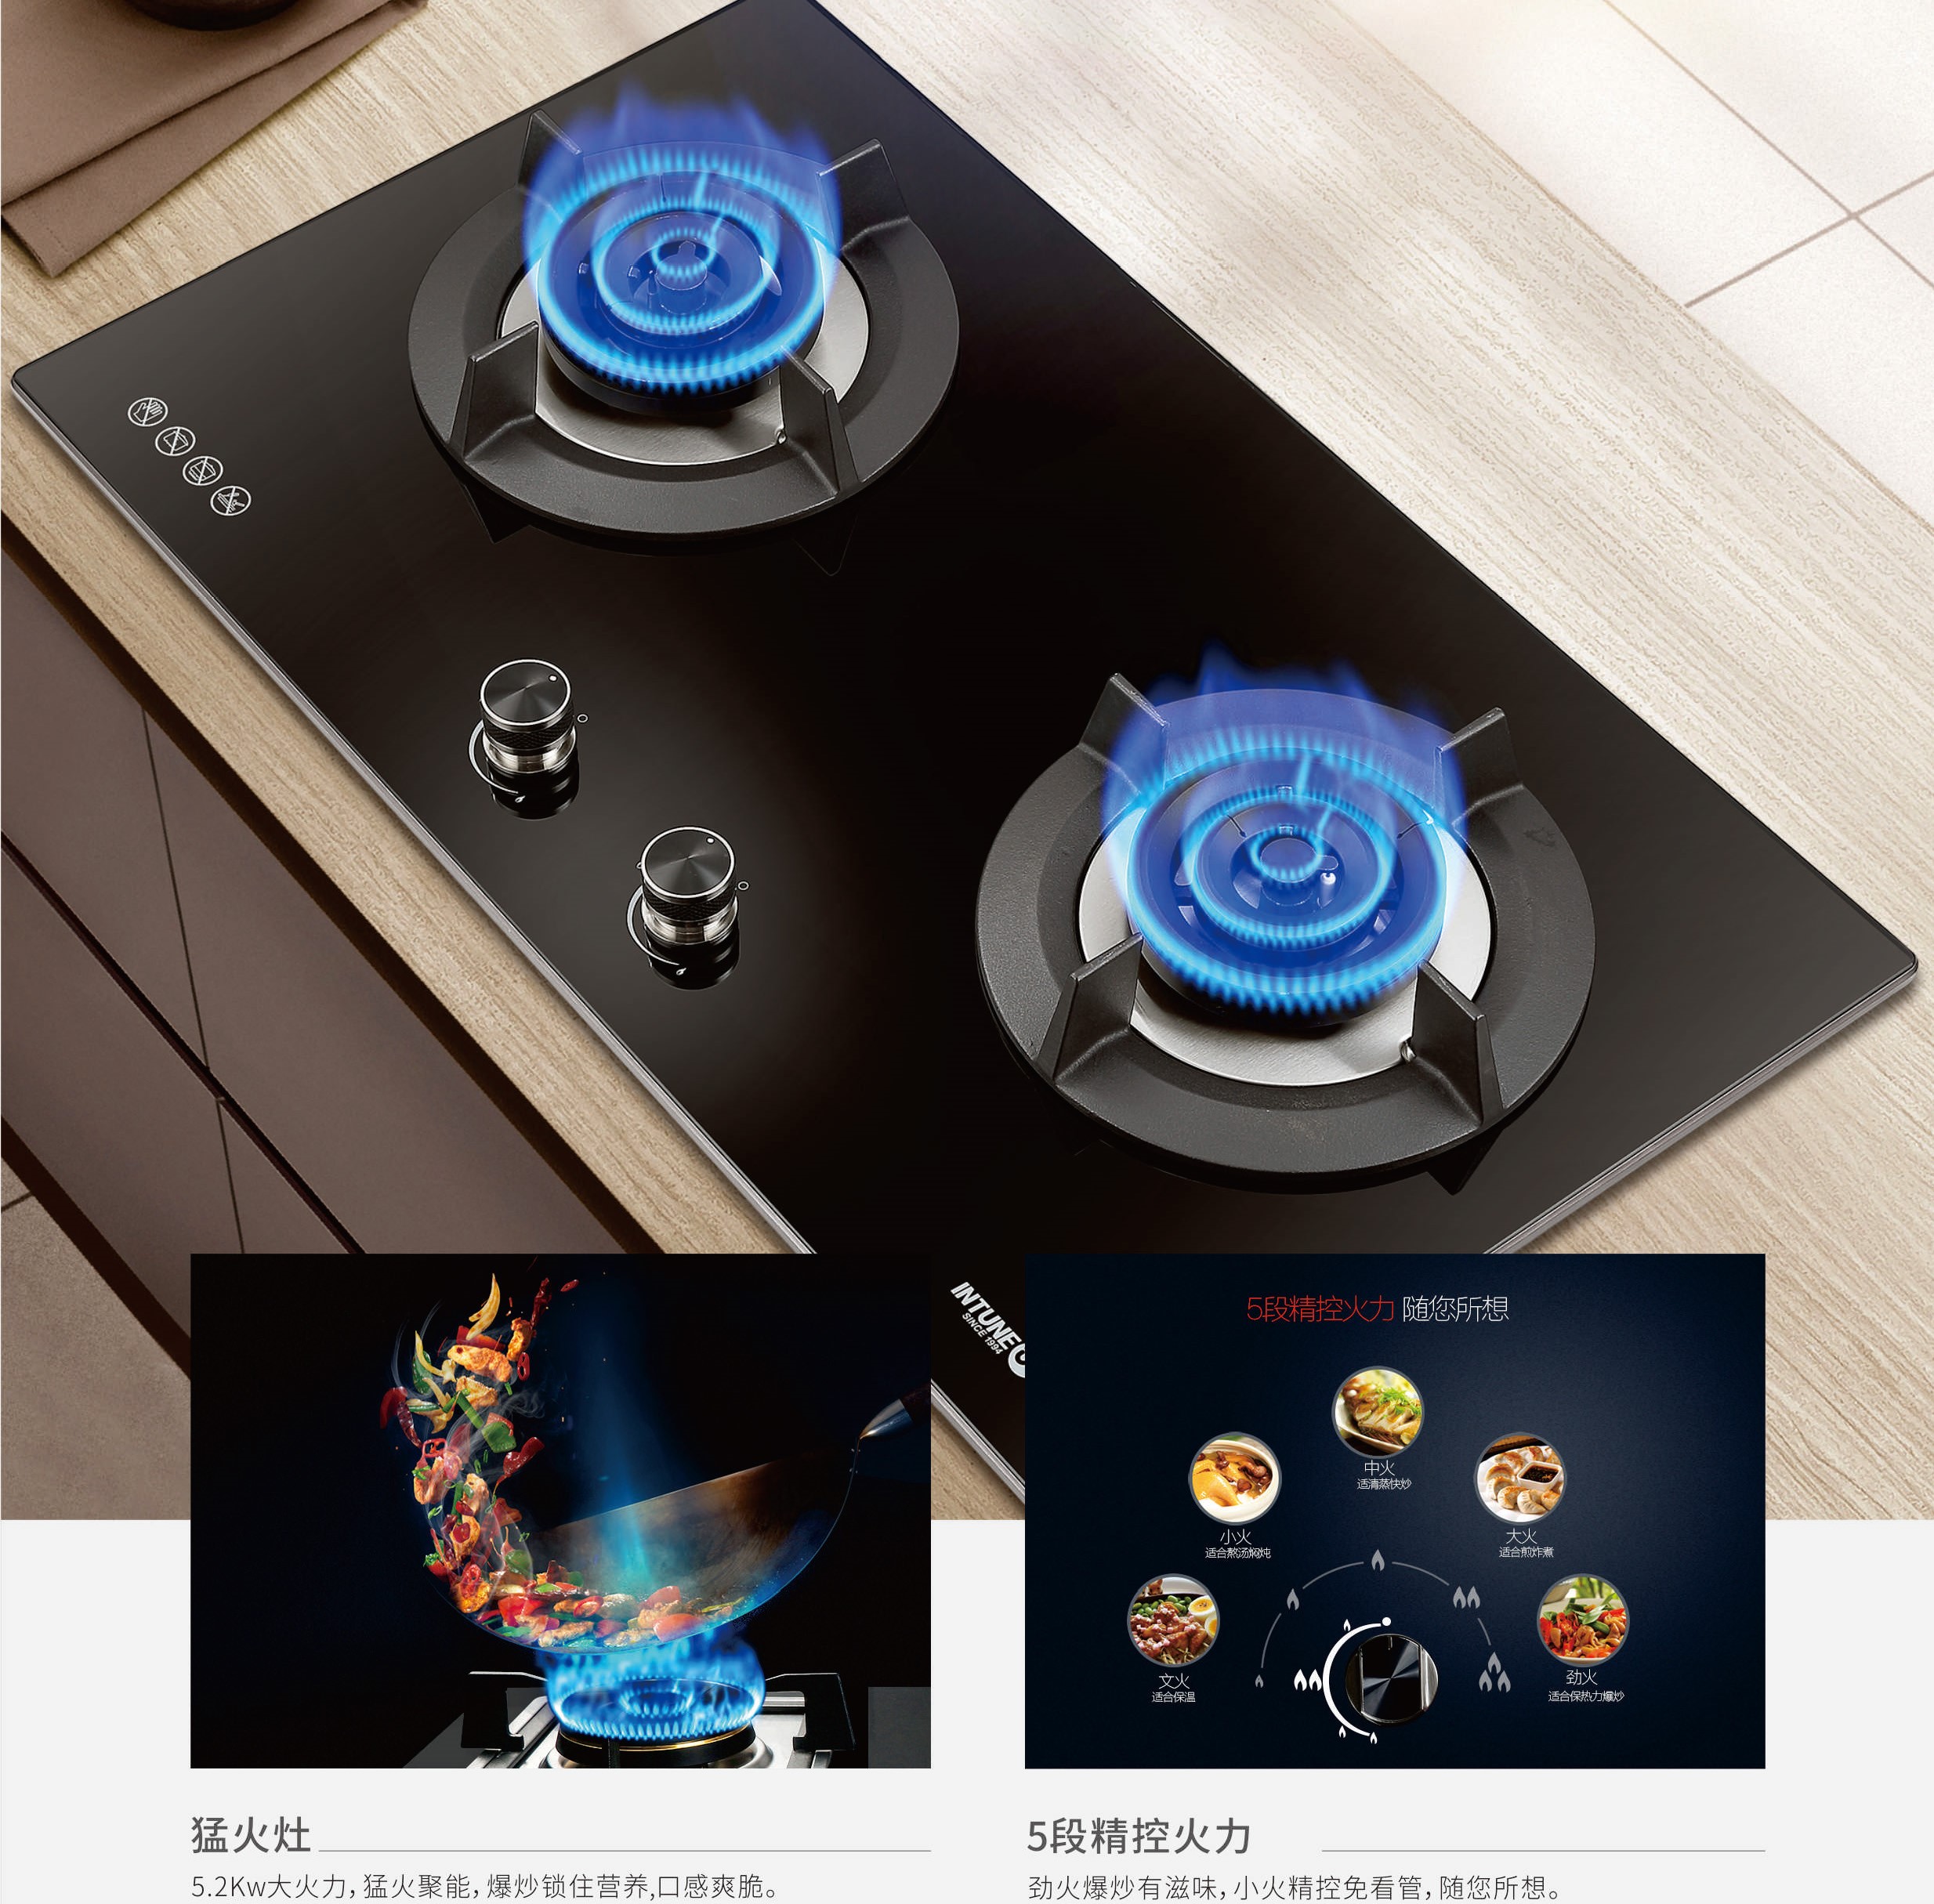 INTUNE
SINCE 1994
5段精控火力 随您所想
中火
适清蒸快炒
小火
适合熬汤焖炖
大火
适合煎炸煮
文火
适合保温
劲火
适合保热力爆炒
猛火灶
5.2Kw大火力，猛火聚能，爆炒锁住营养,口感爽脆。
5段精控火力
劲火爆炒有滋味，小火精控免看管，随您所想。